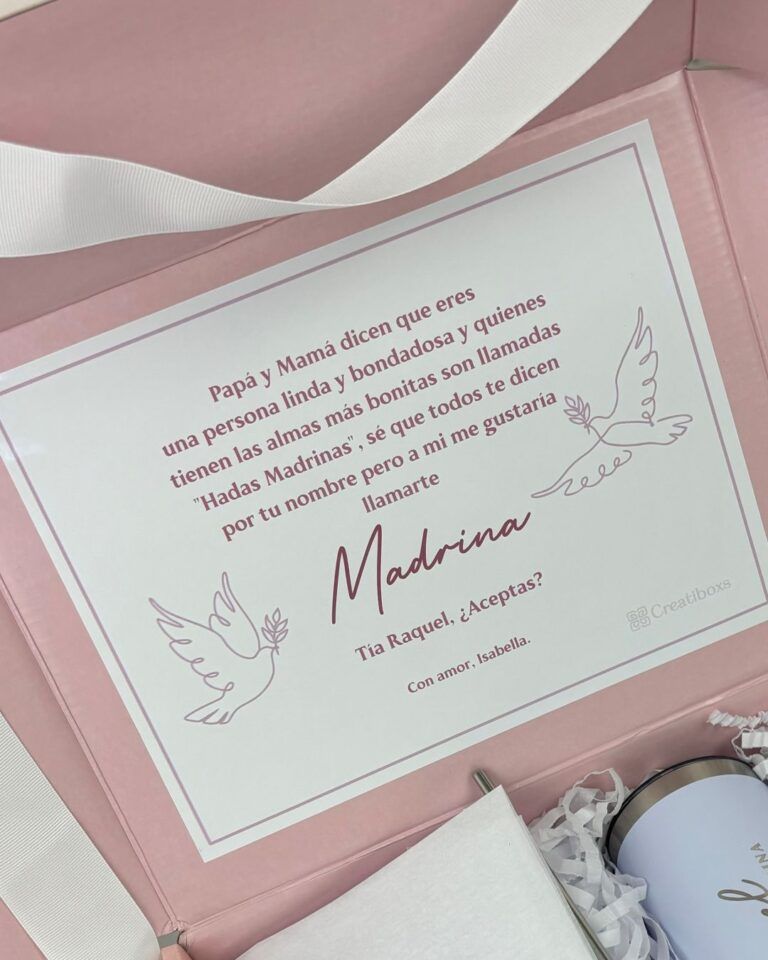 Papá y Mamá dicen que eres
una persona linda y bondadosa y quienes
tienen las almas más bonitas son llamadas
"Hadas Madrinas", sé que todos te dicen
por tu nombre pero a mi me gustaría
llamarte
Madrina
Tía Raquel, ¿Aceptas?
Con amor, Isabella.
Creatiboxs